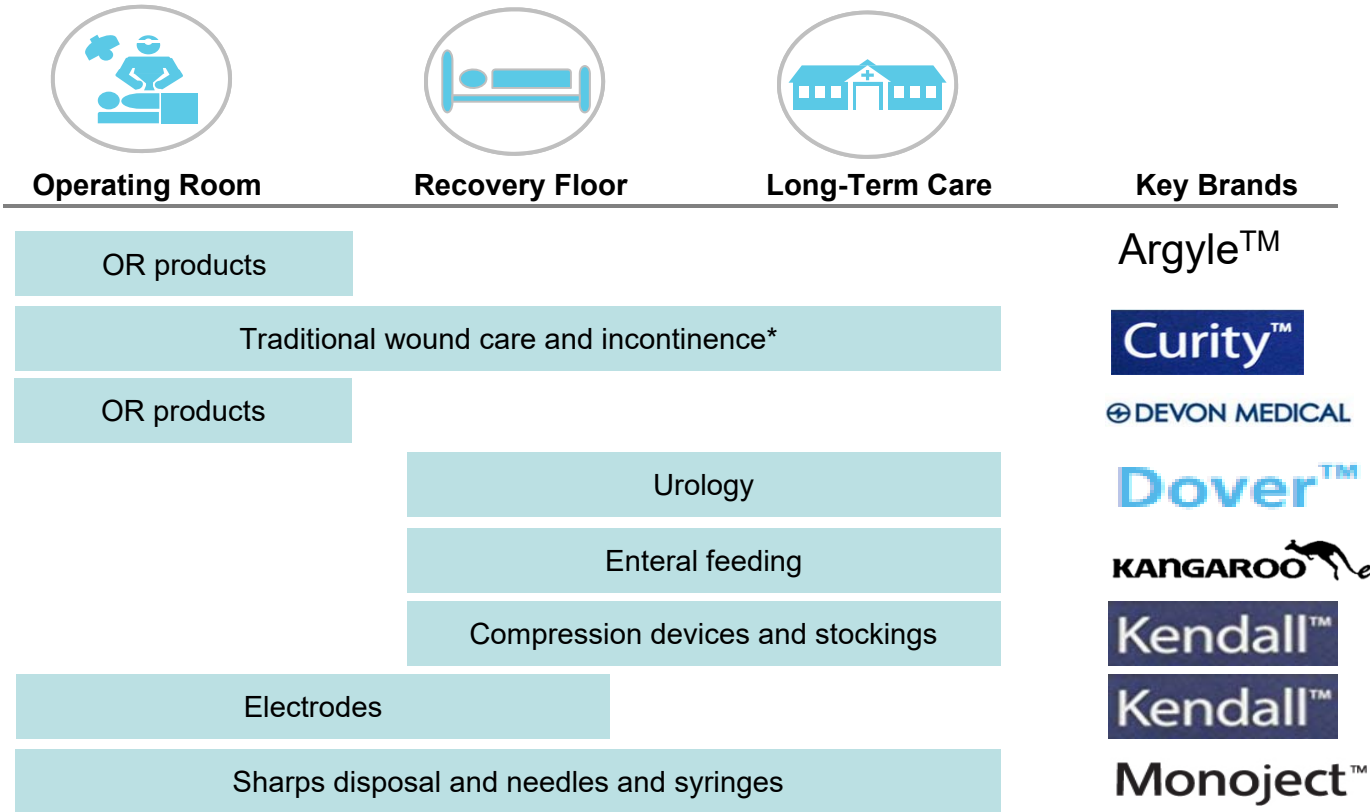 Operating Room Recovery Floor Long-Term Care Key Brands
OR products Argyle™
Traditional wound care and incontinence* Curity™
OR products DEVON MEDICAL
Urology Dover™
Enteral feeding KANGAROO e
Compression devices and stockings Kendall™
Electrodes Kendall™
Sharps disposal and needles and syringes Monoject™